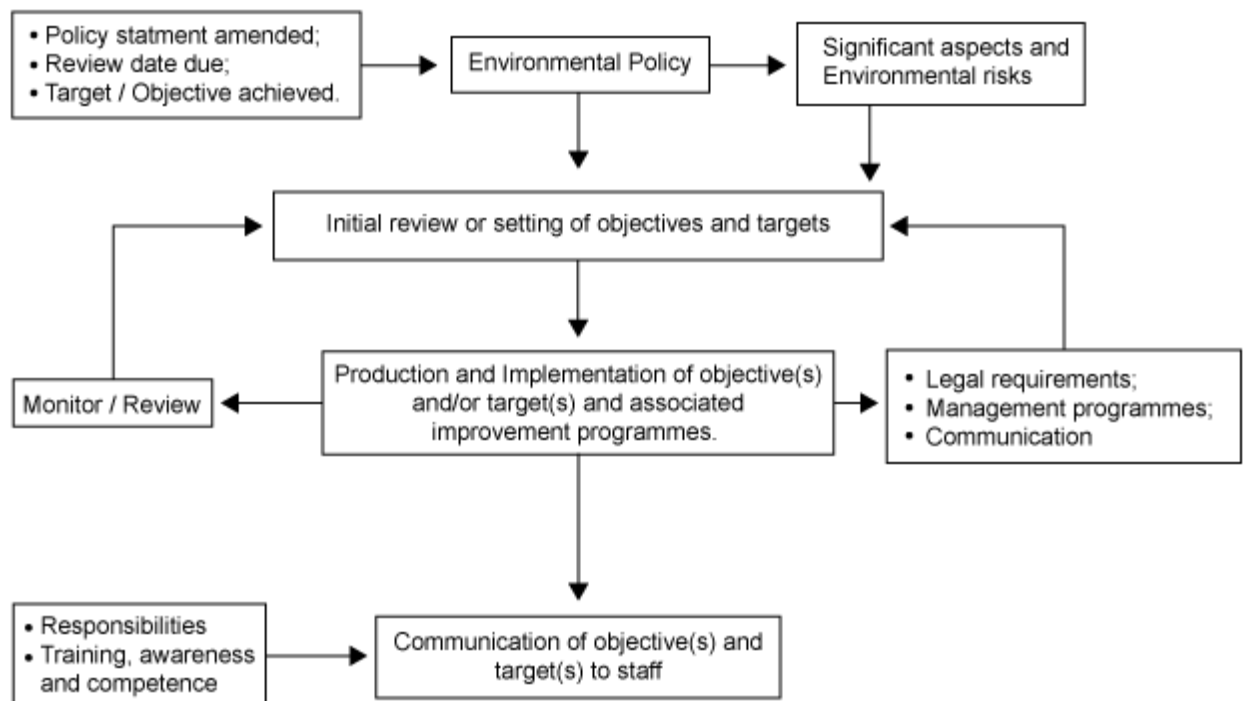 • Policy statment amended;
• Review date due;
• Target / Objective achieved.
Environmental Policy
Significant aspects and
Environmental risks
Initial review or setting of objectives and targets
Monitor / Review
Production and Implementation of objective(s)
and/or target(s) and associated
improvement programmes.
• Legal requirements;
• Management programmes;
• Communication
• Responsibilities
• Training, awareness
and competence
Communication of objective(s) and
target(s) to staff